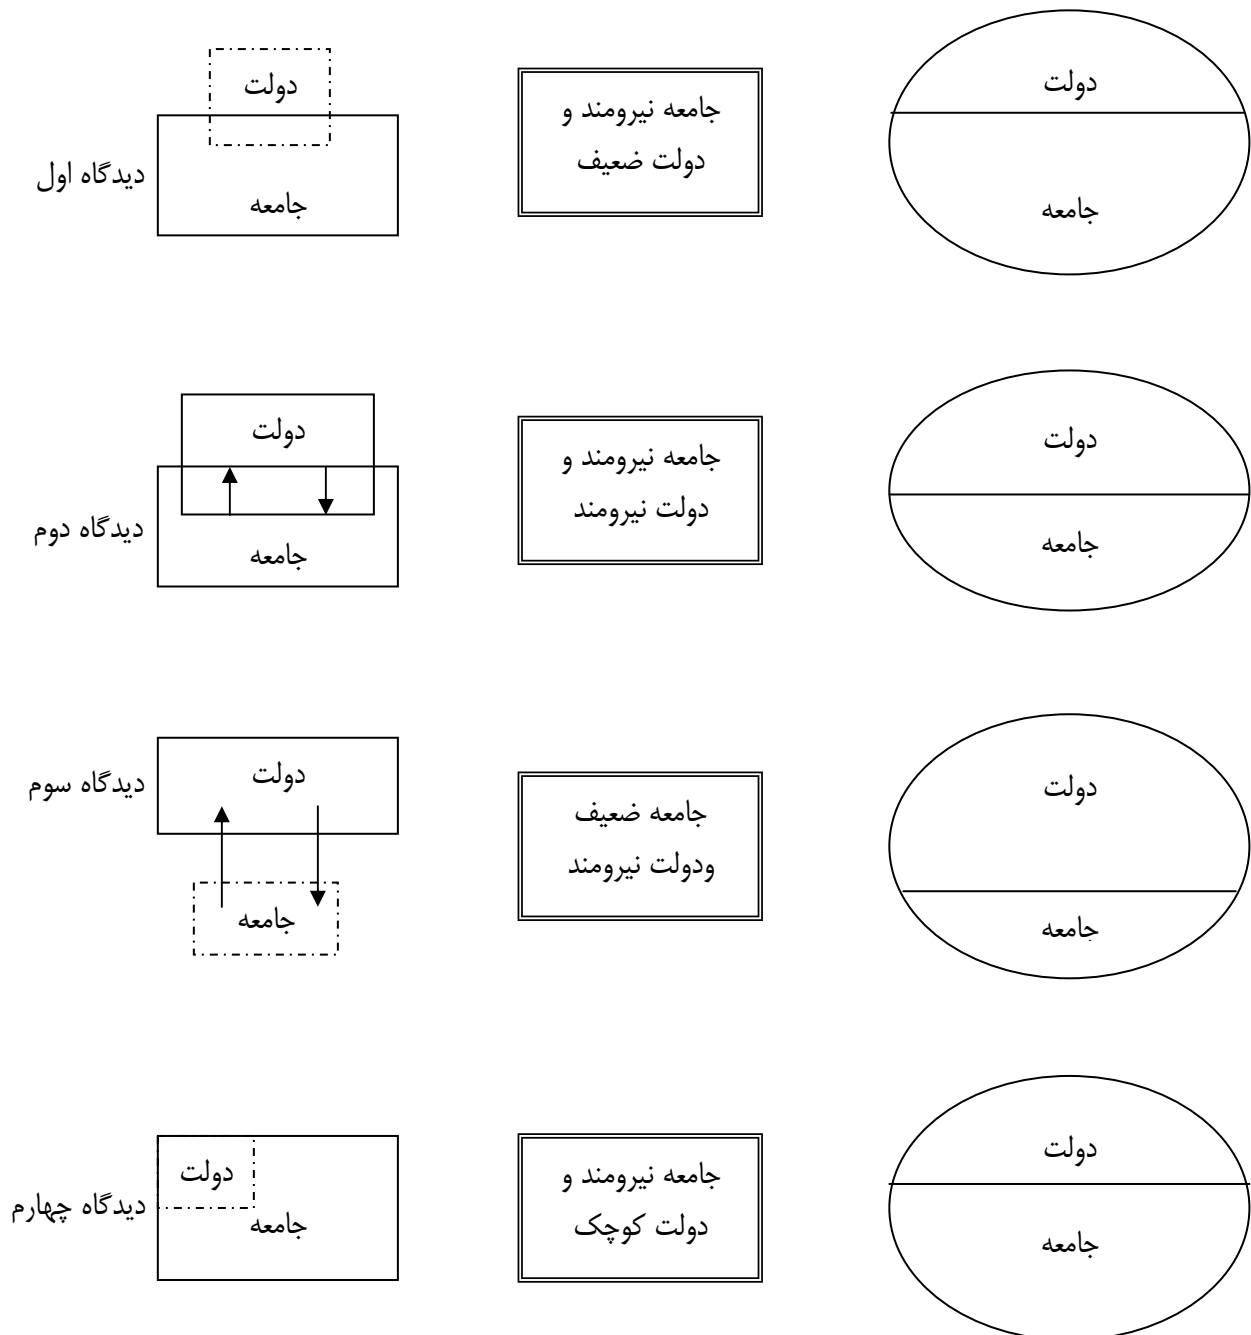 دولت
جامعه
جامعه نیرومند و
دولت ضعیف
دولت
جامعه
دیدگاه اول
دولت
جامعه
جامعه نیرومند و
دولت نیرومند
دولت
جامعه
دیدگاه دوم
دولت
جامعه
جامعه ضعیف
ودولت نیرومند
دولت
جامعه
دیدگاه سوم
دولت
جامعه
جامعه نیرومند و
دولت کوچک
دولت
جامعه
دیدگاه چهارم